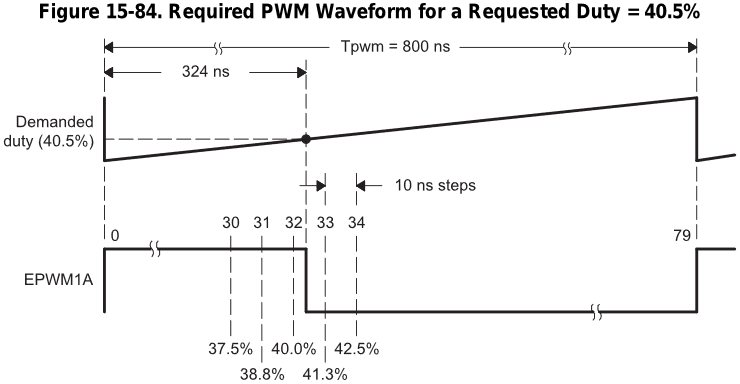 Figure 15-84. Required PWM Waveform for a Requested Duty = 40.5%
Tpwm = 800 ns
324 ns
Demanded
duty (40.5%)
10 ns steps
30 31 32 33 34
0
79
EPWM1A
37.5% 40.0% 42.5%
38.8% 41.3%